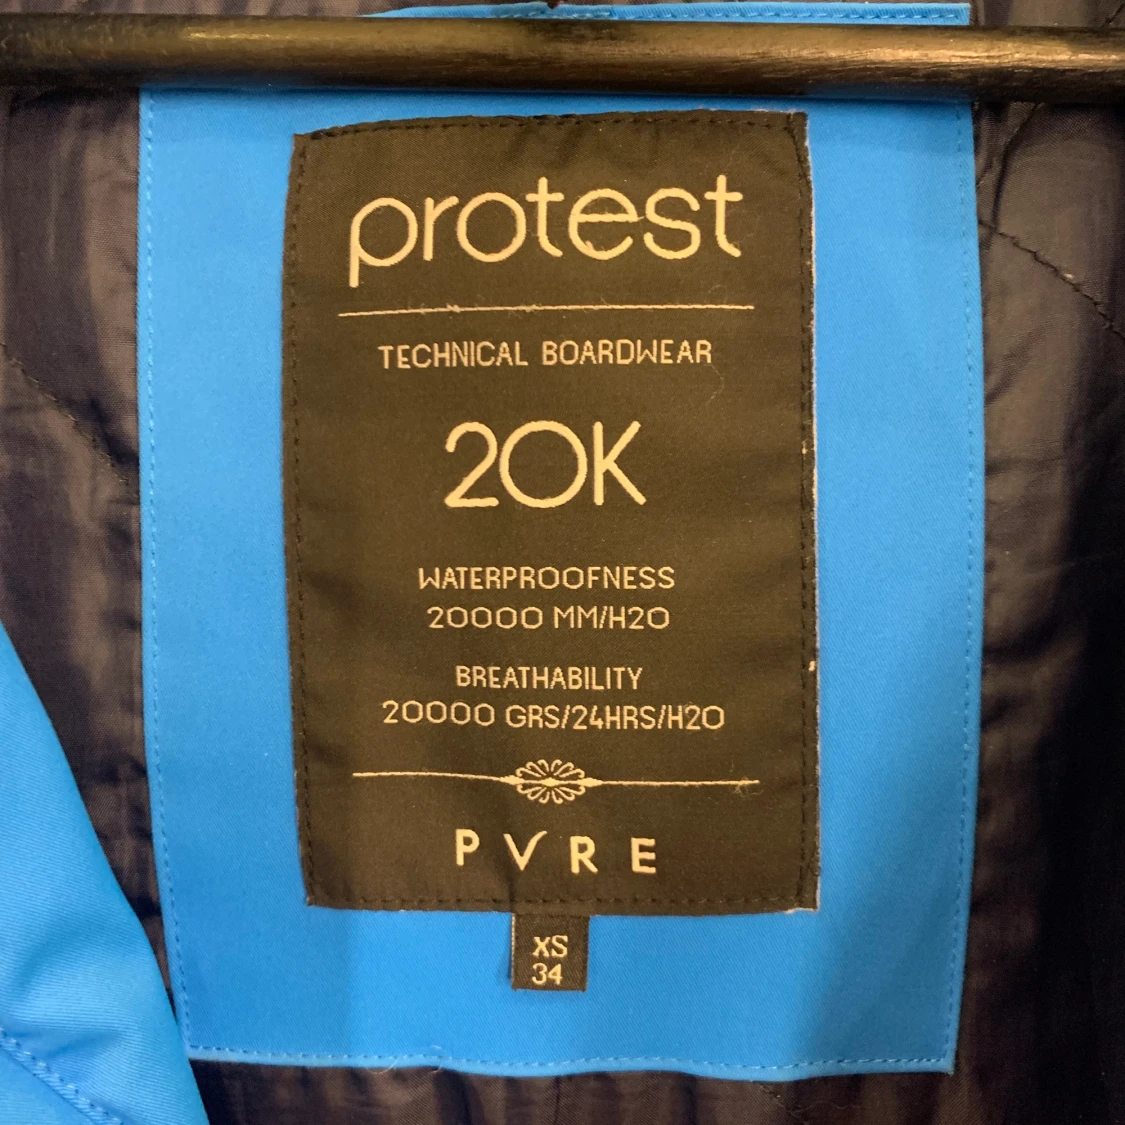 protest
TECHNICAL BOARDWEAR
20K
WATERPROOFNESS
20000 MM/H2O
BREATHABILITY
20000 GRS/24HRS/H2O
PVRE
XS
34